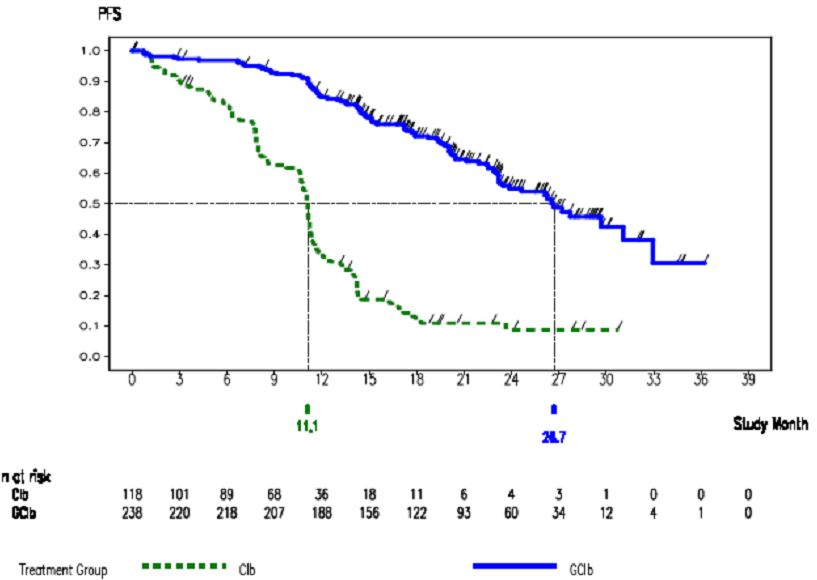 PFS
1.0
0.9
0.8
0.7
0.6
0.5
0.4
0.3
0.2
0.1
0.0
0 3 6 9 12 15 18 21 24 27 30 33 36 39
11.1 26.7 Study Month
n at risk
Clb 118 101 89 68 36 18 11 6 4 3 1 0 0 0
GClb 238 220 218 207 188 156 122 93 60 34 12 4 1 0
Treatment Group Clb GClb